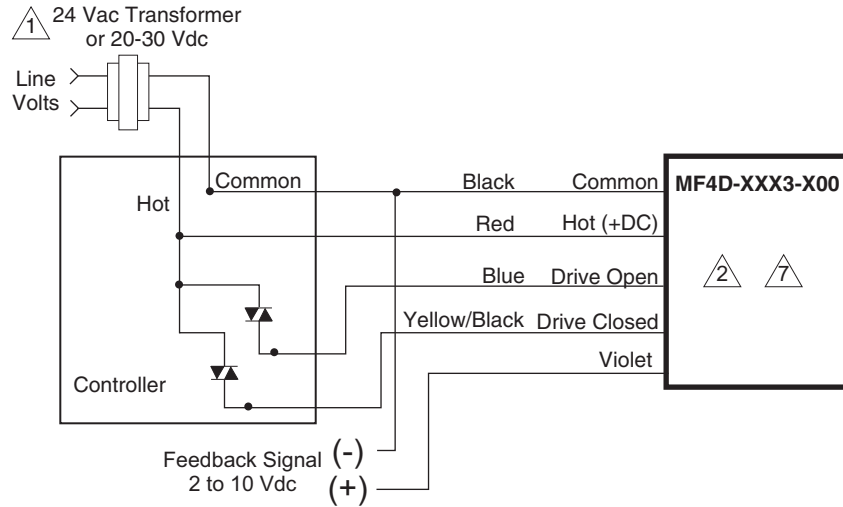 1
24 Vac Transformer
or 20-30 Vdc
Line
Volts
Common
Hot
Controller
Black Common
Red Hot (+DC)
Blue Drive Open
Yellow/Black Drive Closed
Violet
MF4D-XXX3-X00
2 7
Feedback Signal (-)
2 to 10 Vdc (+)